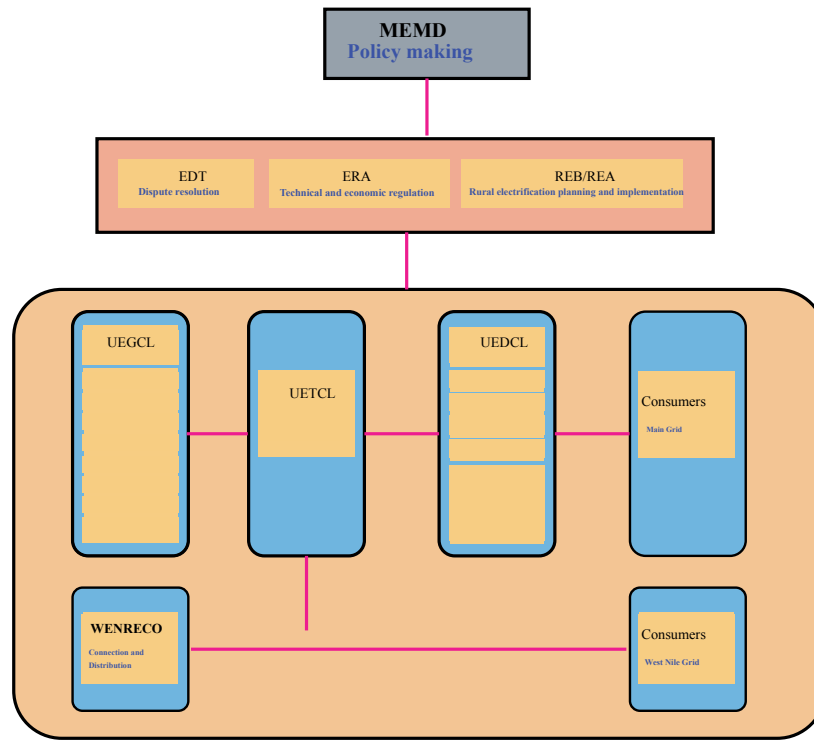 MEMD
Policy making
EDT
Dispute resolution
ERA
Technical and economic regulation
REB/REA
Rural electrification planning and implementation
UEGCL
UETCL
UEDCL
Consumers
Main Grid
WENRECO
Connection and
Distribution
Consumers
West Nile Grid